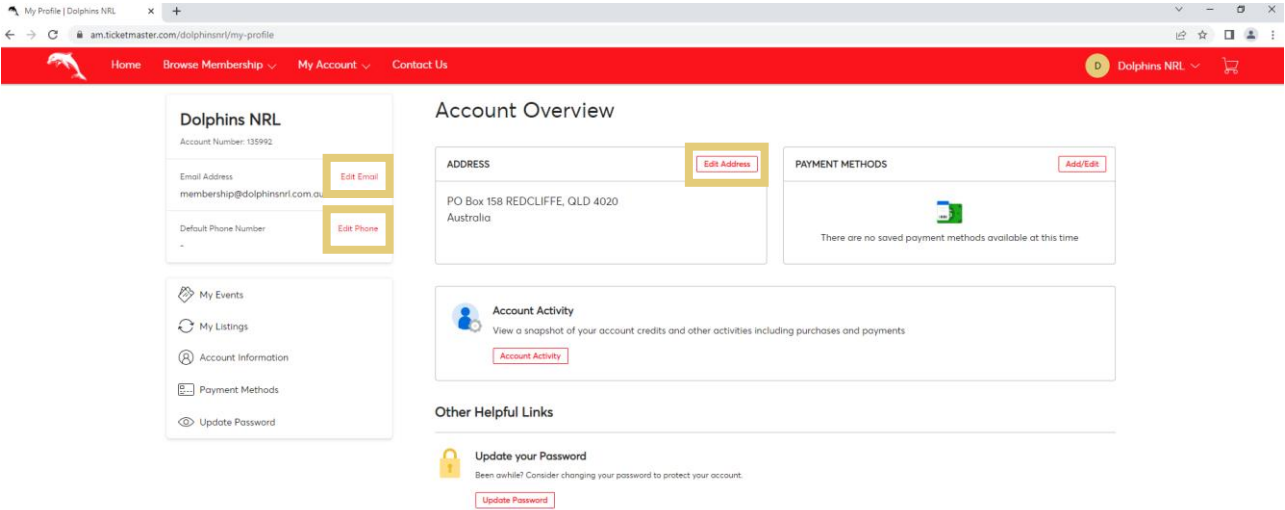 My Profile | Dolphins NRL
am.ticketmaster.com/dolphinsnrl/my-profile
Home Browse Membership My Account Contact Us D Dolphins NRL
Dolphins NRL
Account Number: 135992
Email Address Edit Email
membership@dolphinsnrl.com.au
Default Phone Number Edit Phone
-
My Events
My Listings
Account Information
Payment Methods
Update Password
Account Overview
ADDRESS Edit Address
PO Box 158 REDCLIFFE, QLD 4020
Australia
PAYMENT METHODS Add/Edit
There are no saved payment methods available at this time
Account Activity
View a snapshot of your account credits and other activities including purchases and payments
Account Activity
Other Helpful Links
Update your Password
Been awhile? Consider changing your password to protect your account.
Update Password